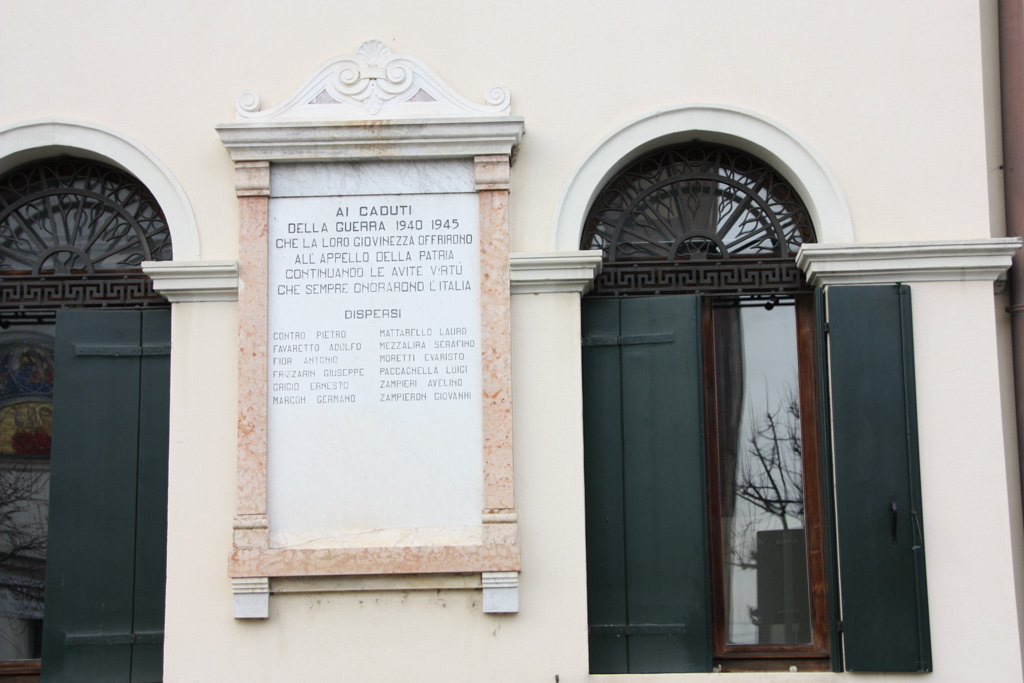 AI CADUTI
DELLA GUERRA 1940 1945
CHE LA LORO GIOVINEZZA OFFRIRONO
ALL'APPELLO DELLA PATRIA
CONTINUANDO LE AVITE VIRTÙ
CHE SEMPRE ONORARONO L'ITALIA
DISPERSI
CONTRO PIETRO
FAVARETTO ADOLFO
FIOR ANTONIO
FRIZZARIN GIUSEPPE
GRIGIO ERNESTO
MARCON GERNANO
MATTARELLO LAURO
MEZZALIRA SERAFINO
MORETTI EVARISTO
PACCAGNELLA LUIGI
ZAMPIERI AVELINO
ZAMPIERON GIOVANNI